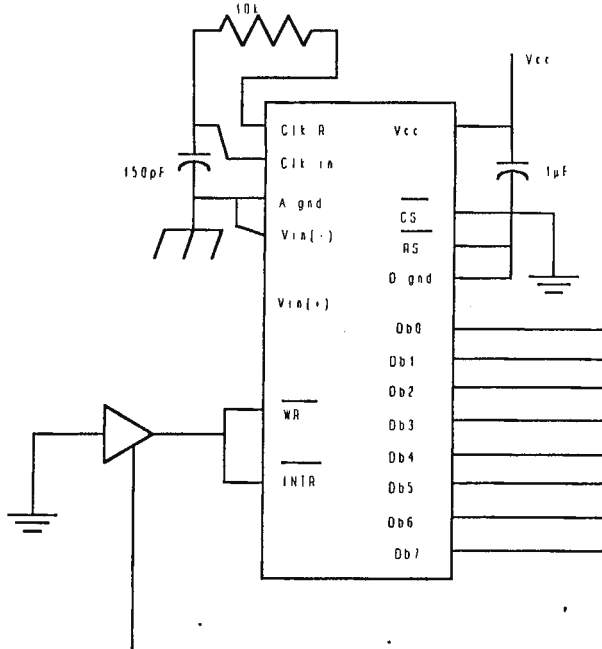 10k
Vcc
Clk R
Vcc
Clk in
150pF
1µF
A gnd
CS
Vin(-)
RS
D gnd
Vin(+)
Db0
Db1
Db2
WR
Db3
Db4
INTR
Db5
Db6
Db7